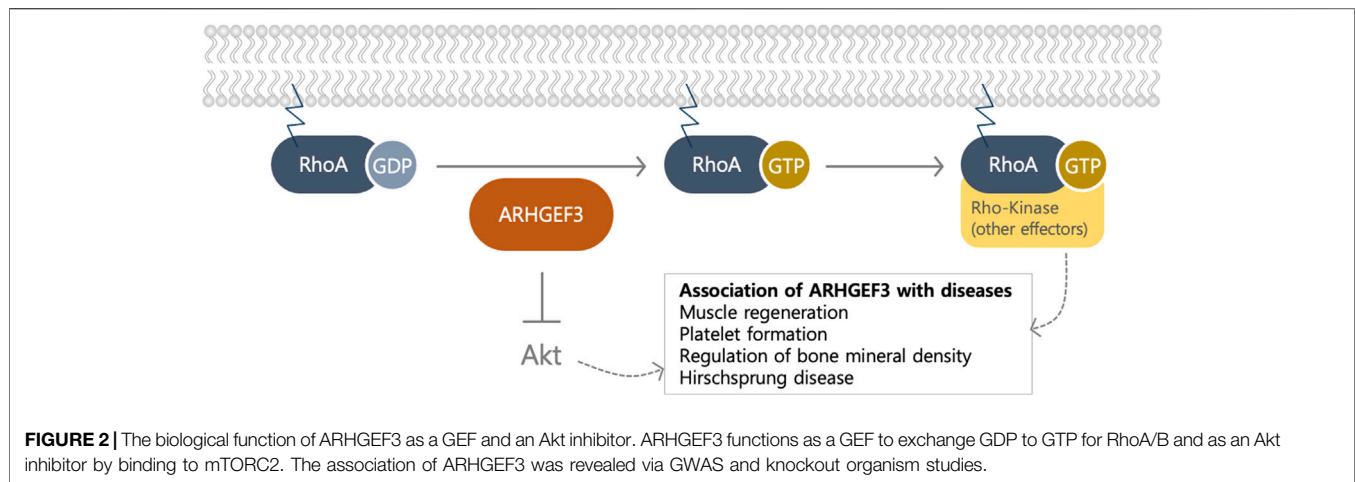 RhoA GDP RhoA GTP RhoA GTP
ARHGEF3
Rho-Kinase
(other effectors)
Association of ARHGEF3 with diseases
Muscle regeneration
Platelet formation
Regulation of bone mineral density
Hirschsprung disease
Akt
FIGURE 2 | The biological function of ARHGEF3 as a GEF and an Akt inhibitor. ARHGEF3 functions as a GEF to exchange GDP to GTP for RhoA/B and as an Akt
inhibitor by binding to mTORC2. The association of ARHGEF3 was revealed via GWAS and knockout organism studies.